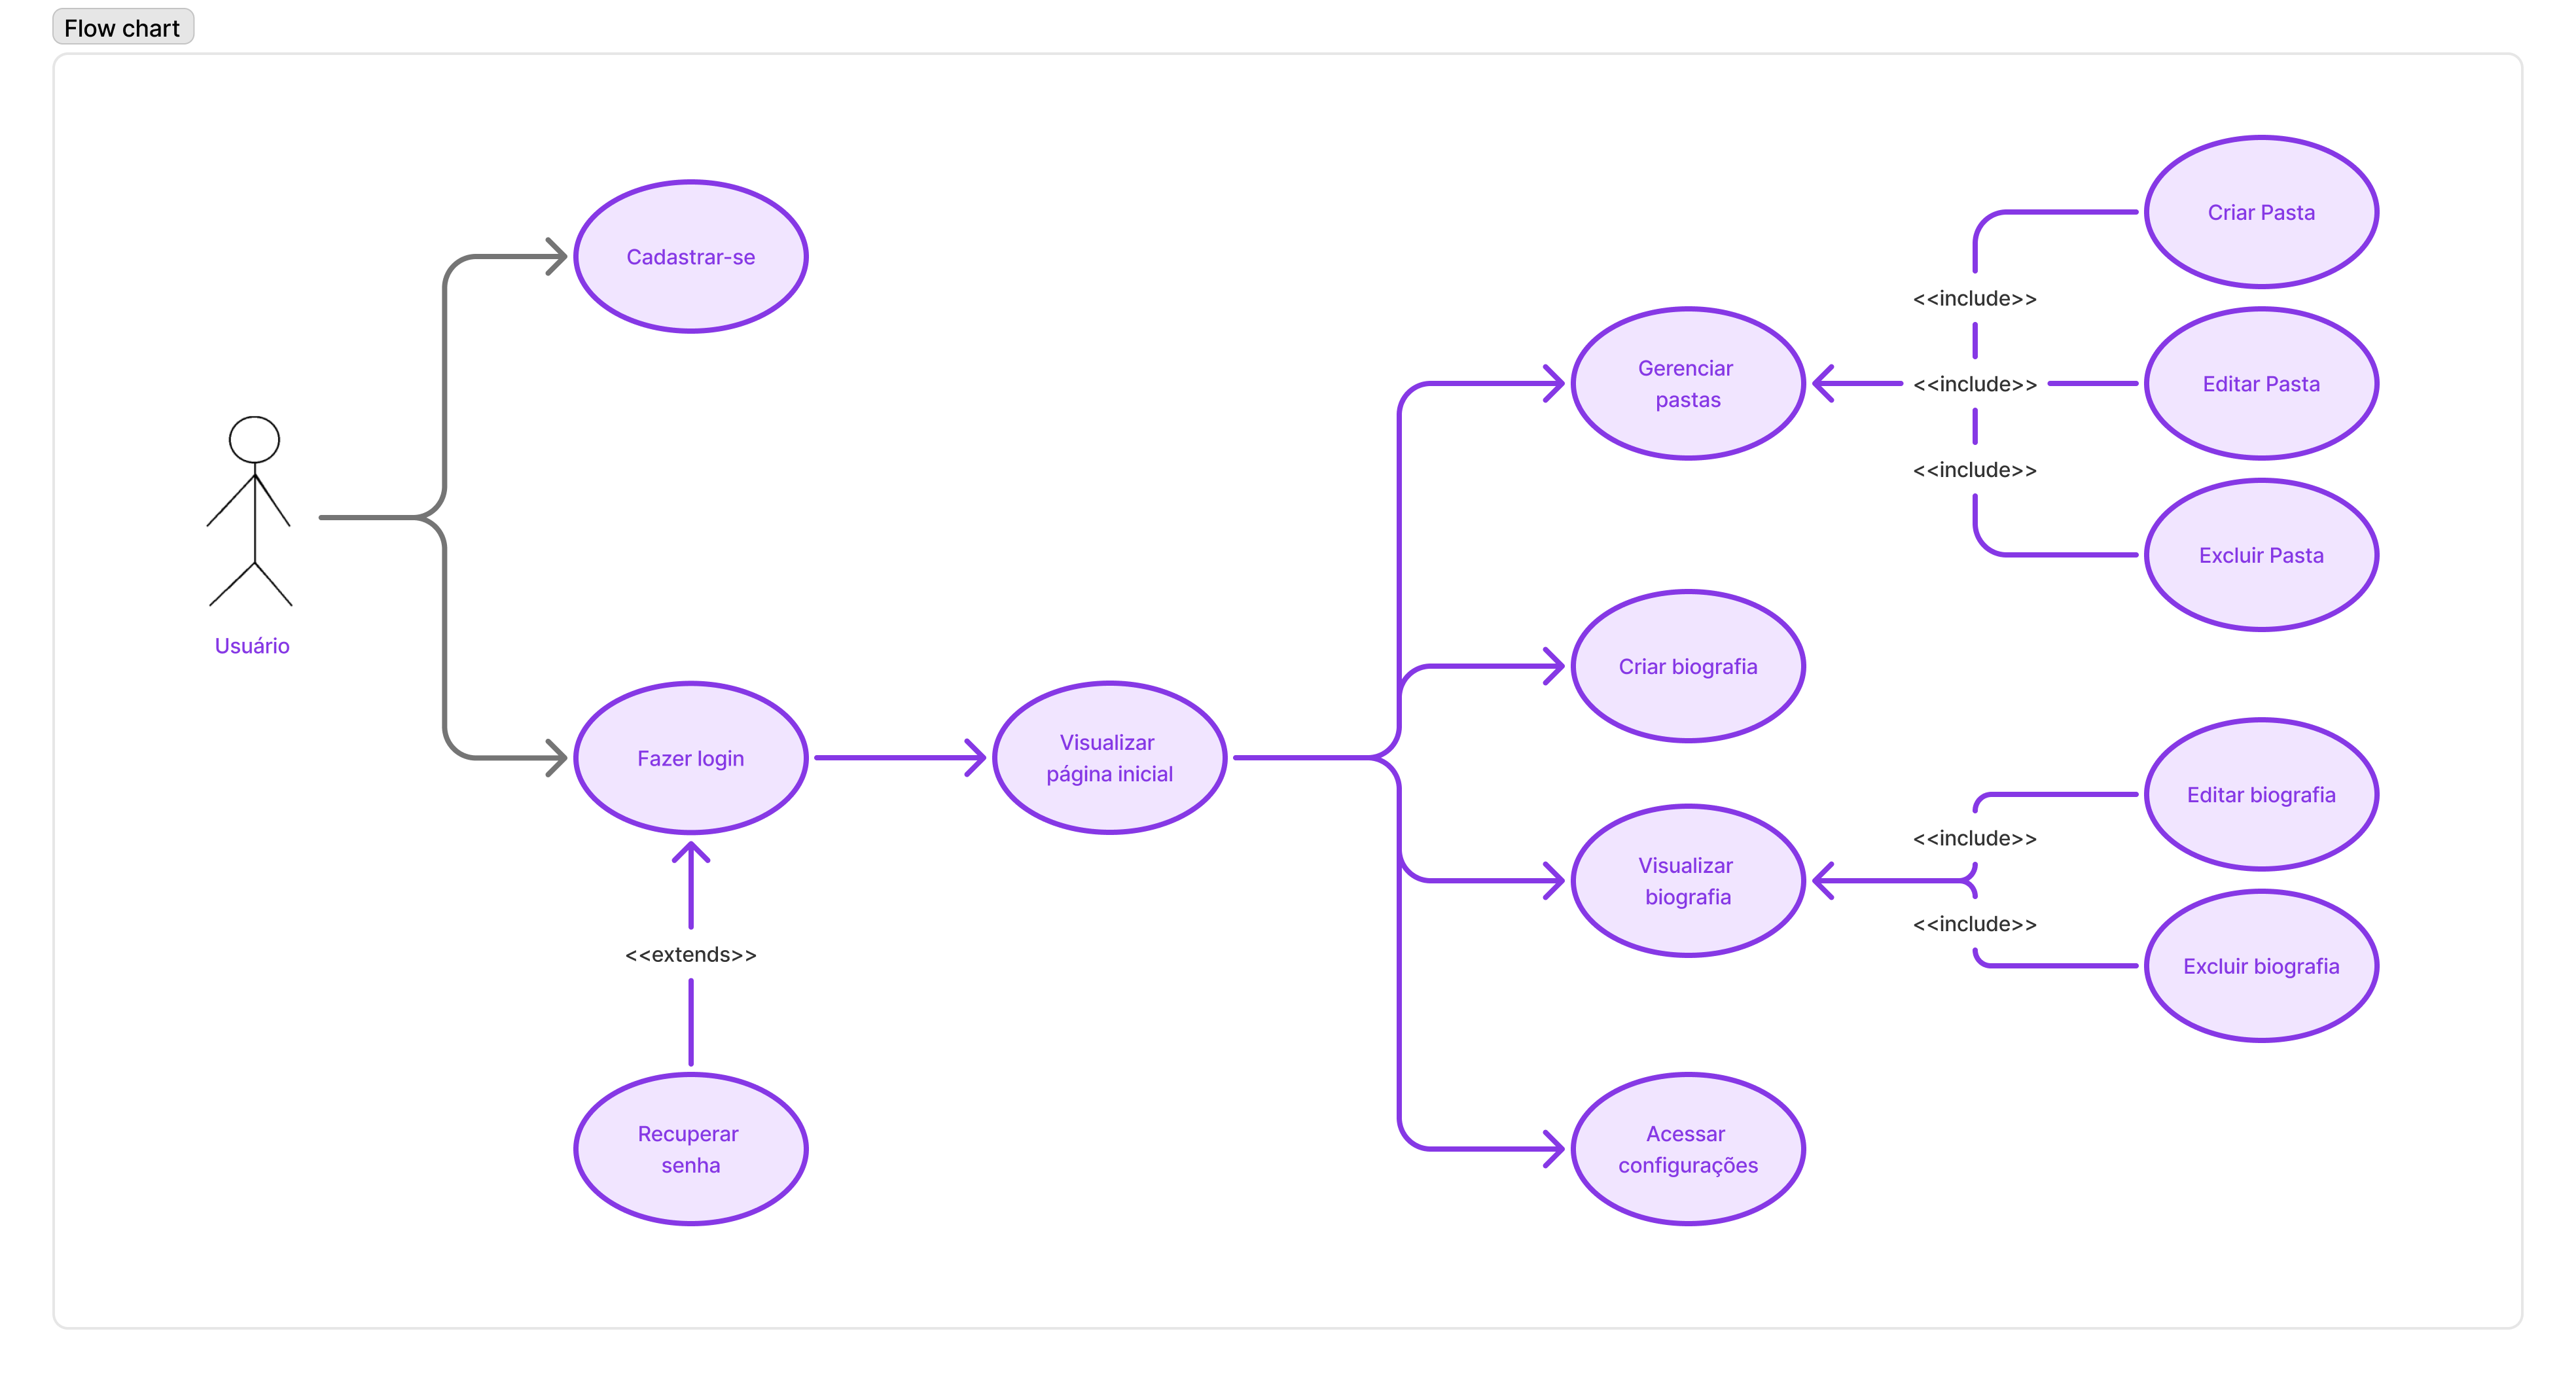 Flow chart
Cadastrar-se
Usuário
Fazer login
<<extends>>
Recuperar
senha
Visualizar
página inicial
Gerenciar
pastas
Criar biografia
Visualizar
biografia
Acessar
configurações
<<include>>
<<include>>
<<include>>
Criar Pasta
Editar Pasta
Excluir Pasta
<<include>>
<<include>>
Editar biografia
Excluir biografia